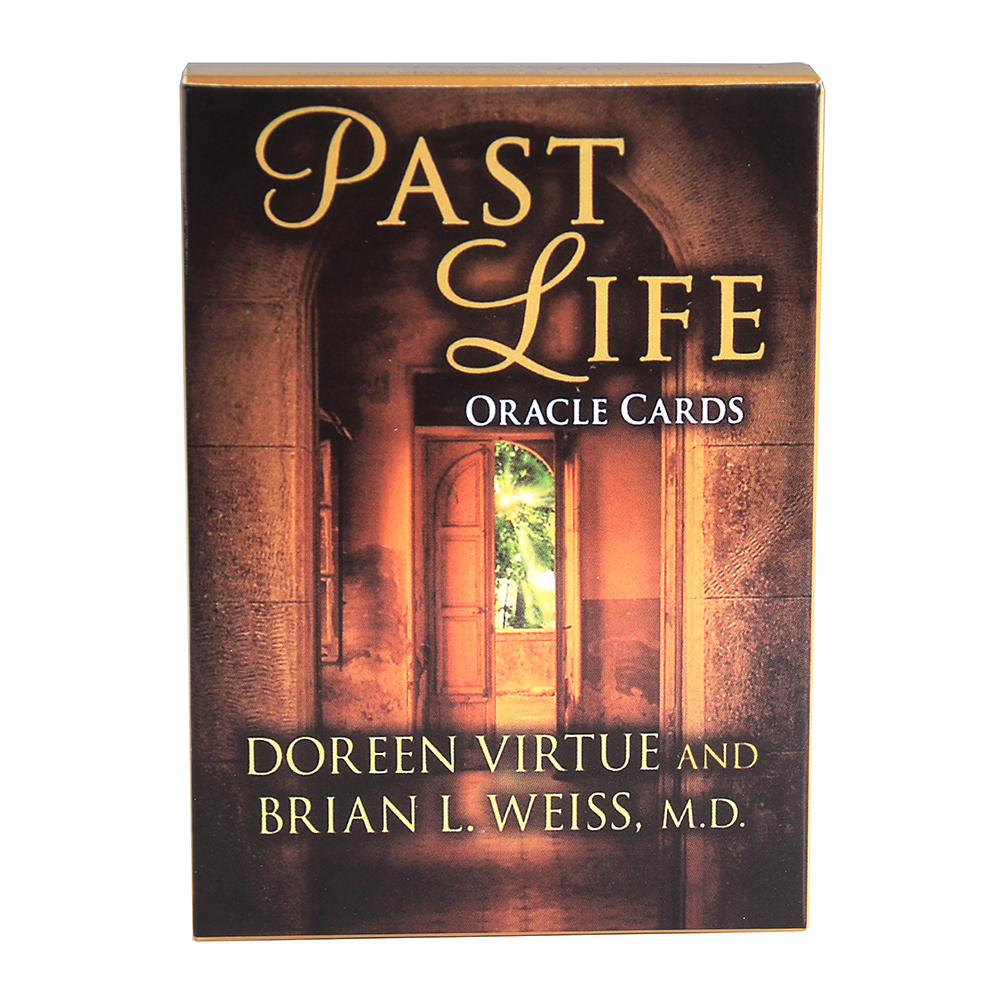 PAST
LIFE
ORACLE CARDS
DOREEN VIRTUE AND
BRIAN L. WEISS, M.D.